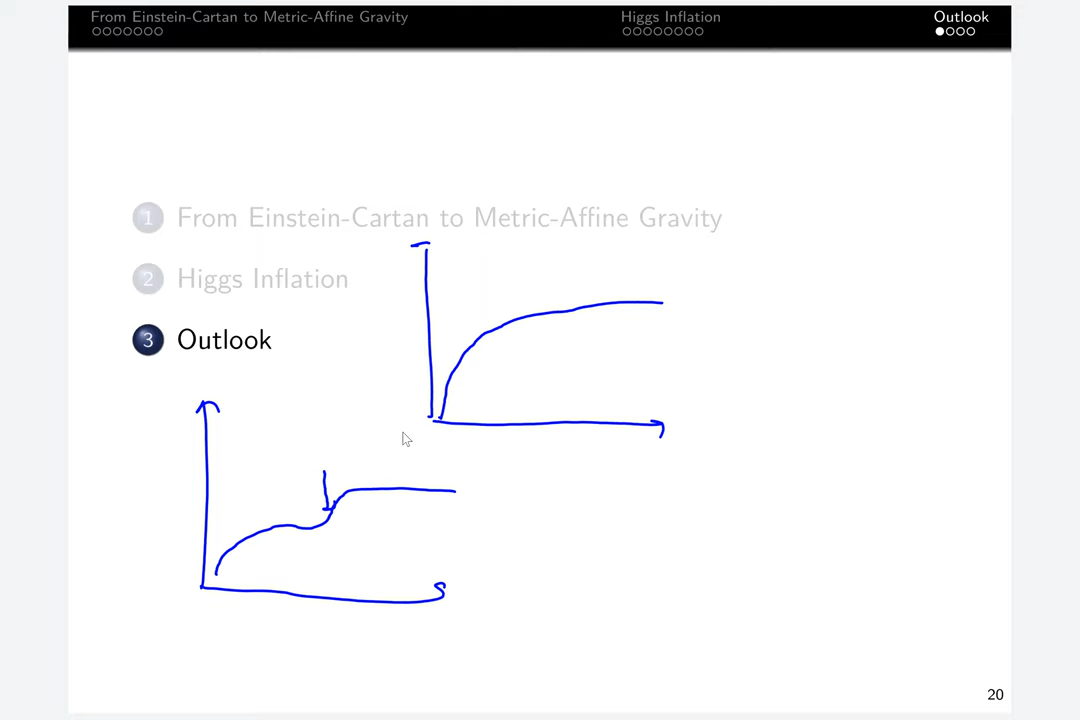 From Einstein-Cartan to Metric-Affine Gravity Higgs Inflation Outlook
1 From Einstein-Cartan to Metric-Affine Gravity
2 Higgs Inflation
3 Outlook
20